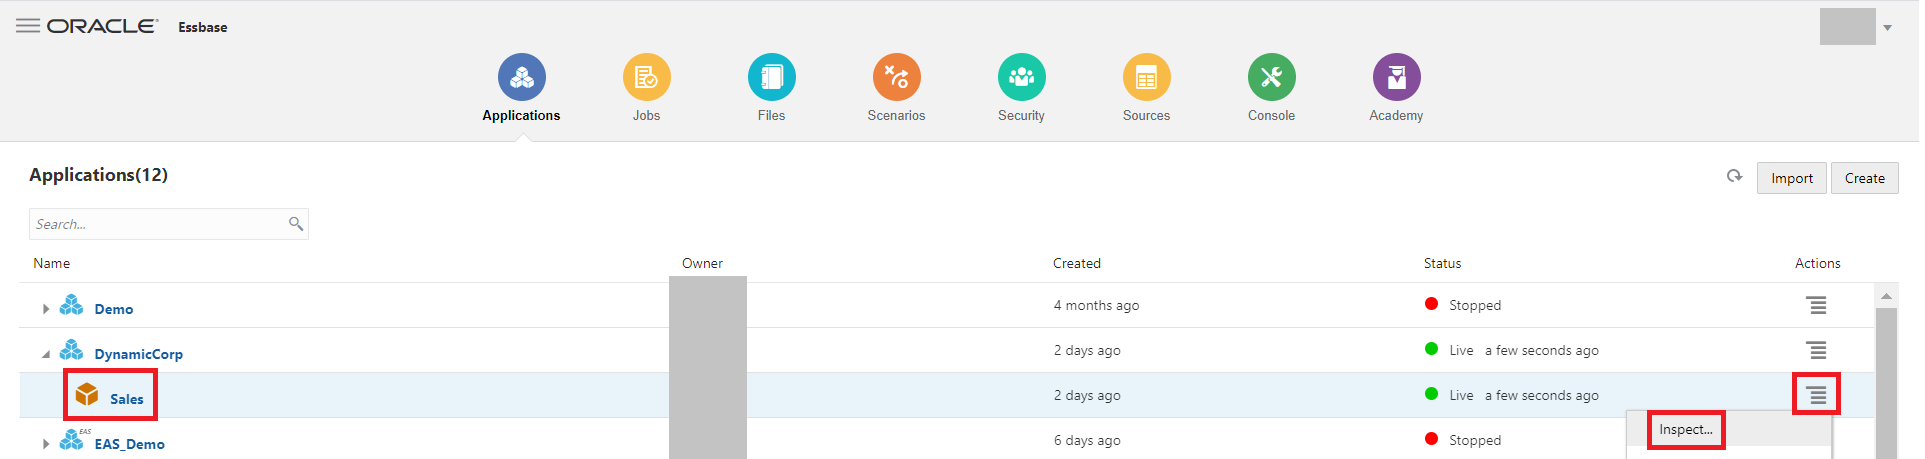 ORACLE Essbase
Applications Jobs Files Scenarios Security Sources Console Academy
Applications(12)
Import Create
Search...
Name Owner Created Status Actions
Demo 4 months ago Stopped
DynamicCorp 2 days ago Live a few seconds ago
Sales 2 days ago Live a few seconds ago
Inspect...
EAS EAS_Demo 6 days ago Stopped